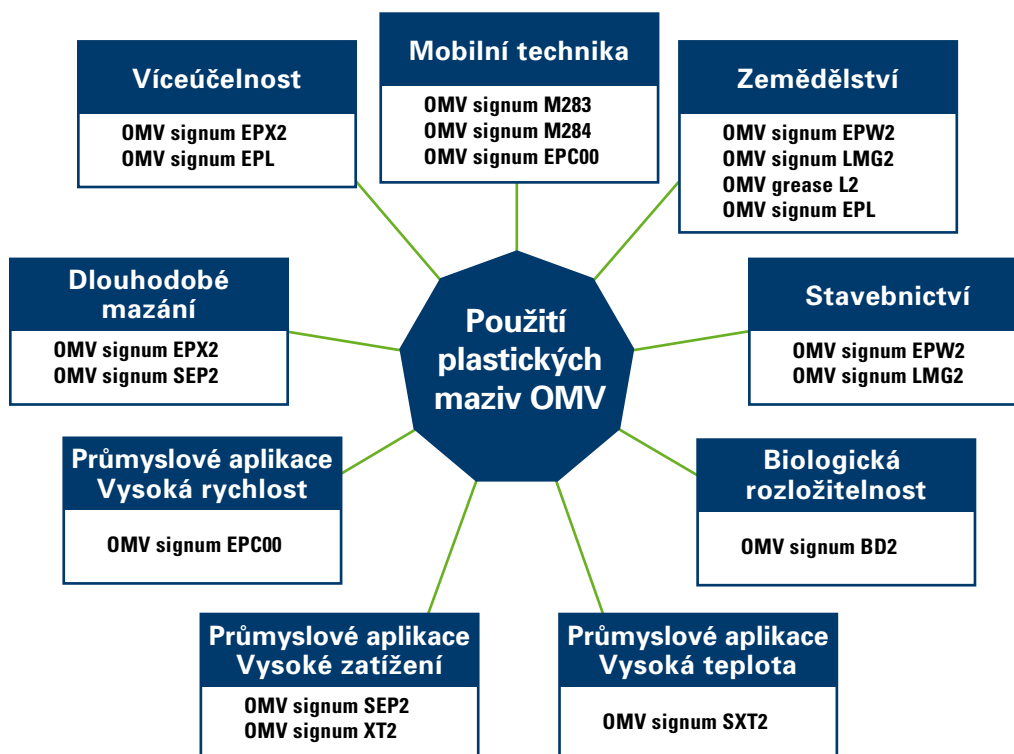 Mobilní technika
OMV signum M283
OMV signum M284
OMV signum EPC00
Víceúčelnost
OMV signum EPX2
OMV signum EPL
Zemědělství
OMV signum EPW2
OMV signum LMG2
OMV grease L2
OMV signum EPL
Dlouhodobé
mazání
OMV signum EPX2
OMV signum SEP2
Použití
plastických
maziv OMV
Stavebnictví
OMV signum EPW2
OMV signum LMG2
Průmyslové aplikace
Vysoká rychlost
OMV signum EPC00
Biologická
rozložitelnost
OMV signum BD2
Průmyslové aplikace
Vysoké zatížení
OMV signum SEP2
OMV signum XT2
Průmyslové aplikace
Vysoká teplota
OMV signum SXT2